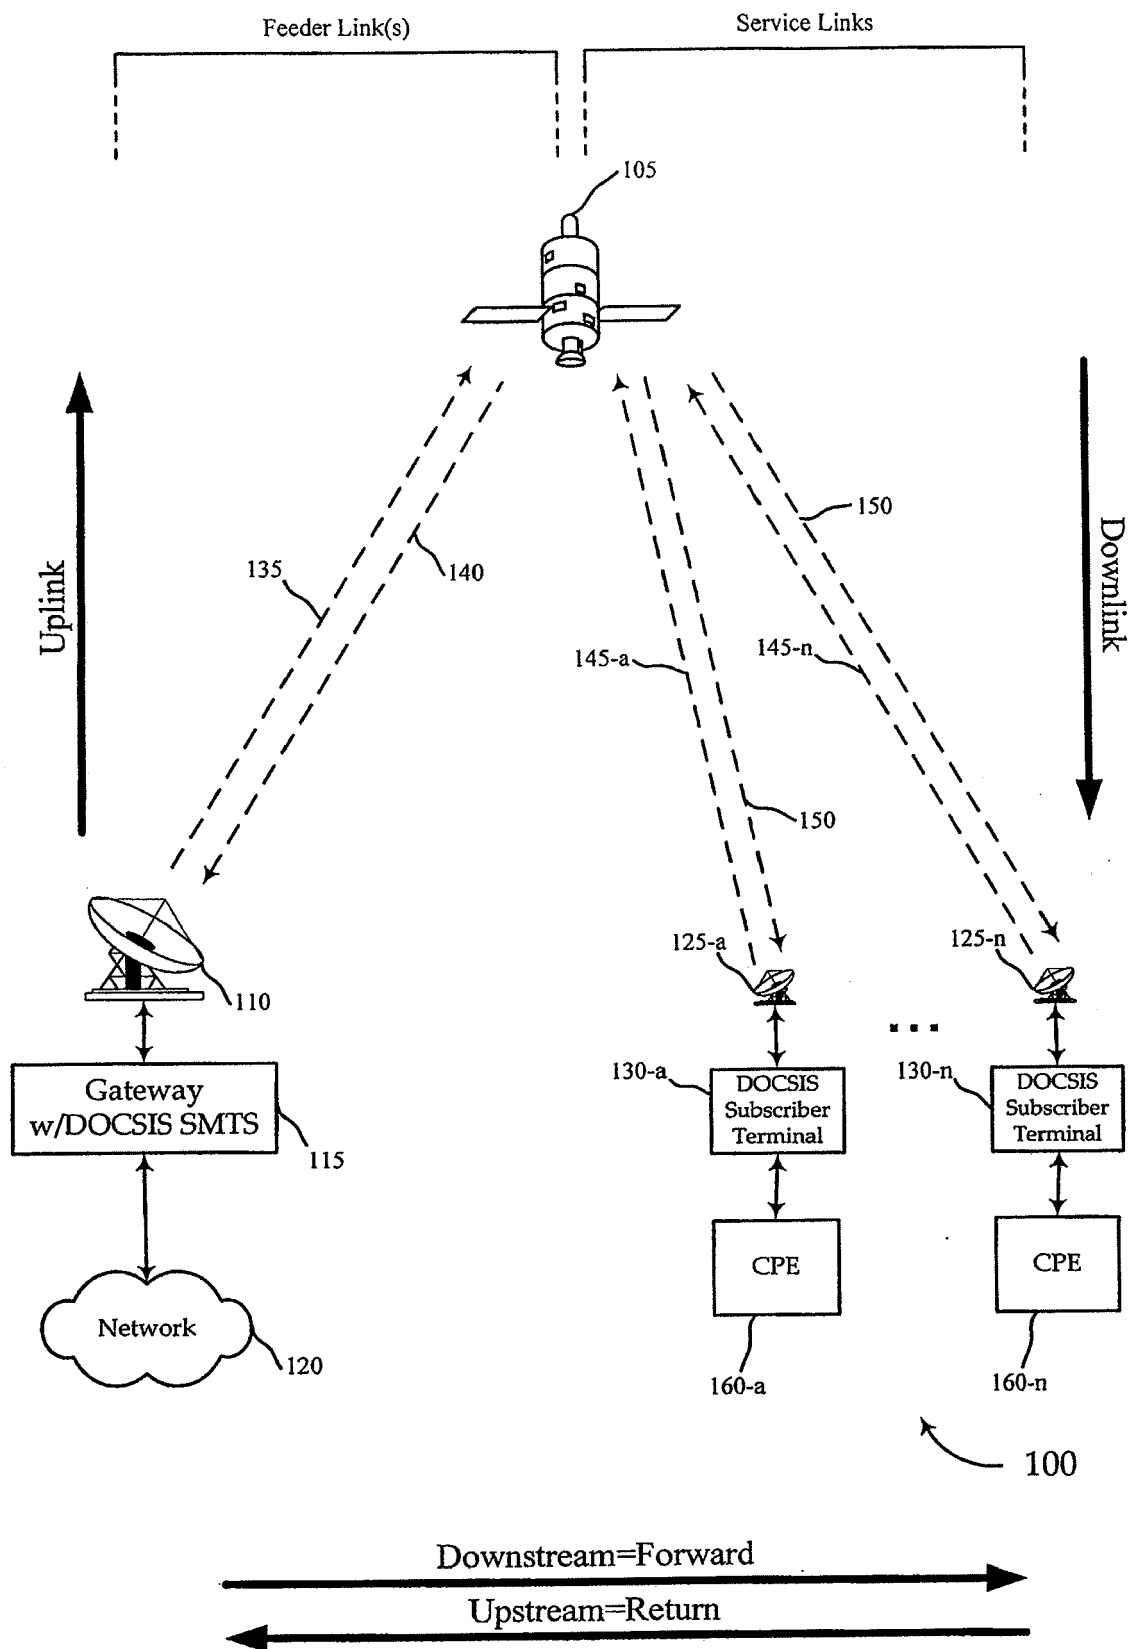 Feeder Link(s)
Service Links
105
Uplink
Downlink
150
135
140
145-a
145-n
150
125-a
125-n
110
130-a
130-n
Gateway
w/DOCSIS SMTS
115
DOCSIS
Subscriber
Terminal
DOCSIS
Subscriber
Terminal
CPE
CPE
Network
120
160-a
160-n
100
Downstream=Forward
Upstream=Return